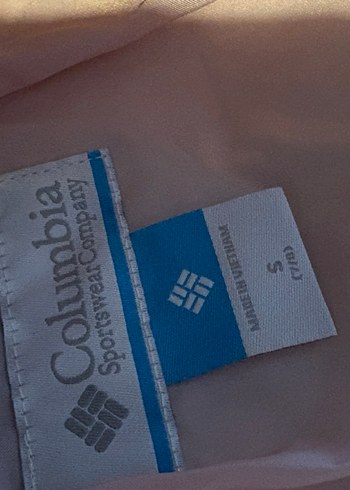 Columbia
Sportswear Company
MADE IN VIETNAM
S
(7/8)